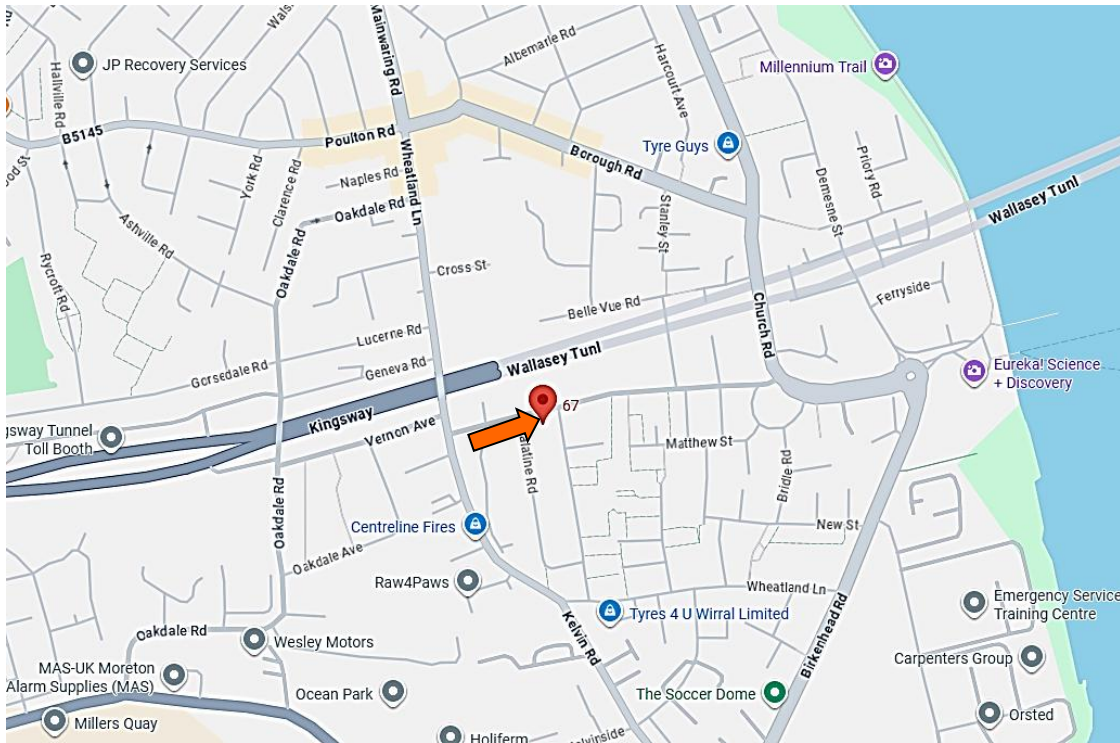 Mainwaring Rd
Albemarle Rd
Harcourt Ave
Millennium Trail
JP Recovery Services
Hallville Rd
B5145
Poulton Rd
Wheatland Ln
Borough Rd
Tyre Guys
Priory Rd
Demesne St
Wallasey Tunl
York Rd
Clarence Rd
Naples Rd
Oakdale Rd
Ashville Rd
Stanley St
Rycroft Rd
Oakdale Rd
Cross St
Belle Vue Rd
Ferryside
Church Rd
Lucerne Rd
Gorsedale Rd
Geneva Rd
Wallasey Tunl
Eureka! Science
+ Discovery
67
Kingsway
Vernon Ave
Toll Booth
Matthew St
Bridle Rd
Oakdale Rd
Centreline Fires
New St
Oakdale Ave
Raw4Paws
Wheatland Ln
Tyres 4 U Wirral Limited
Emergency Service
Training Centre
Birkenhead Rd
Kelvin Rd
Oakdale Rd
Wesley Motors
Carpenters Group
MAS-UK Moreton
Alarm Supplies (MAS)
Ocean Park
The Soccer Dome
Orsted
Millers Quay
Holiferm